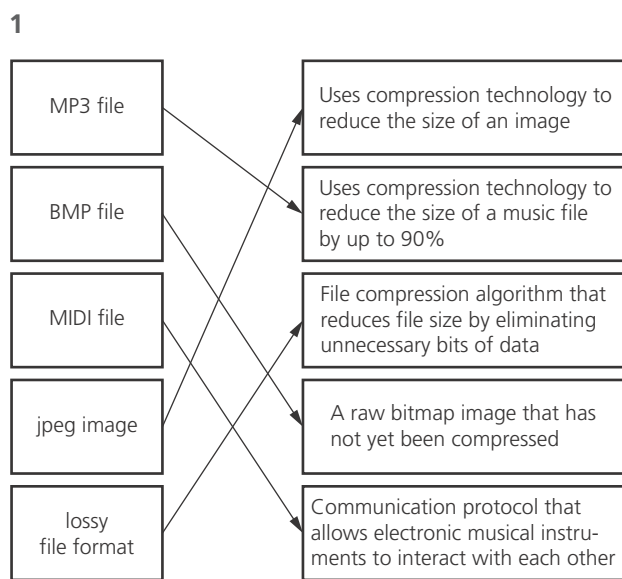 1
MP3 file
Uses compression technology to
reduce the size of an image
BMP file
Uses compression technology to
reduce the size of a music file
by up to 90%
MIDI file
File compression algorithm that
reduces file size by eliminating
unnecessary bits of data
jpeg image
A raw bitmap image that has
not yet been compressed
lossy
file format
Communication protocol that
allows electronic musical instru-
ments to interact with each other